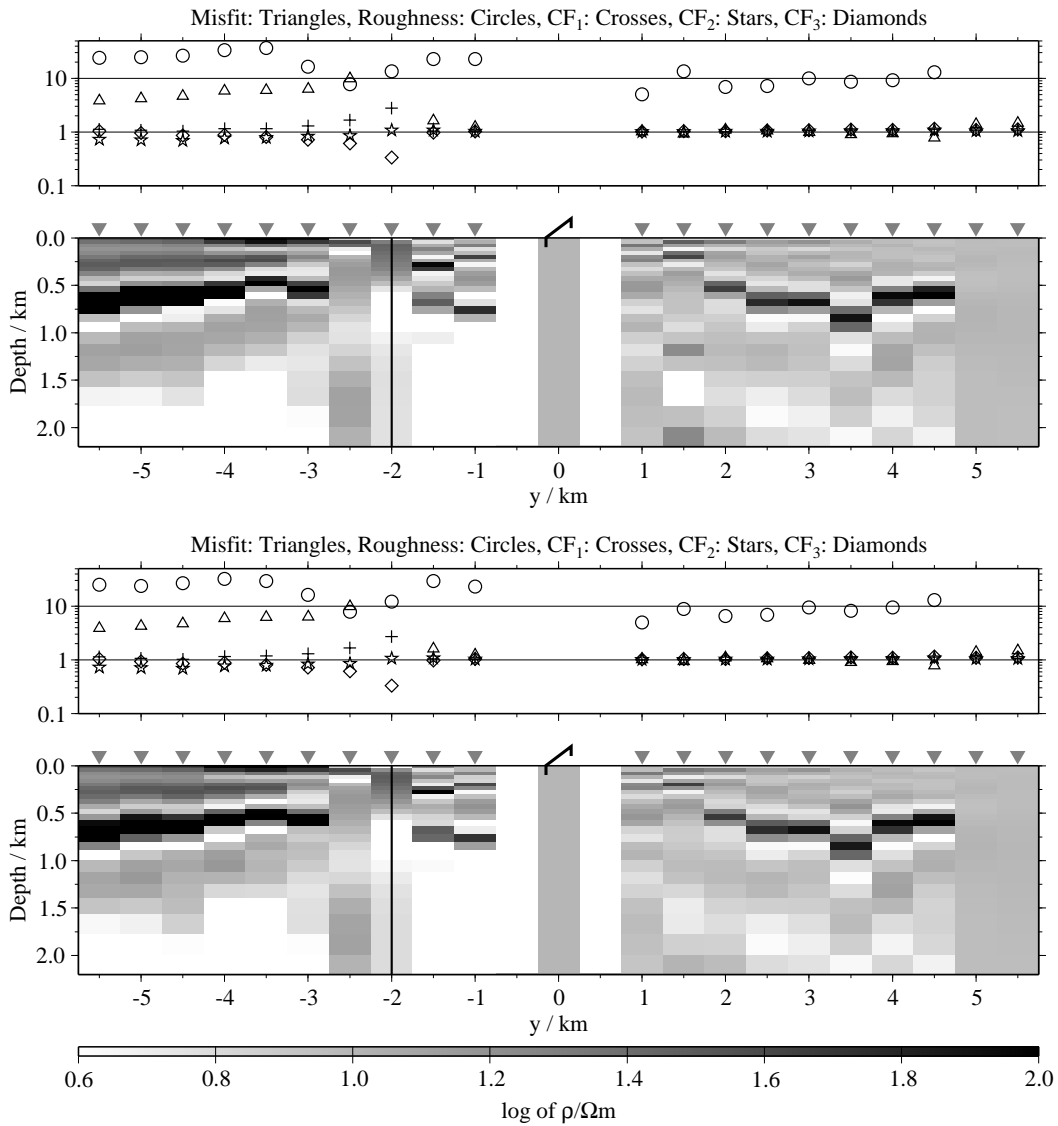 Misfit: Triangles, Roughness: Circles, CF1: Crosses, CF2: Stars, CF3: Diamonds
10
1
0.1
0.0
0.5
1.0
1.5
2.0
Depth / km
-5 -4 -3 -2 -1 0 1 2 3 4 5
y / km
Misfit: Triangles, Roughness: Circles, CF1: Crosses, CF2: Stars, CF3: Diamonds
10
1
0.1
0.0
0.5
1.0
1.5
2.0
Depth / km
-5 -4 -3 -2 -1 0 1 2 3 4 5
y / km
0.6 0.8 1.0 1.2 1.4 1.6 1.8 2.0
log of ρ/Ωm